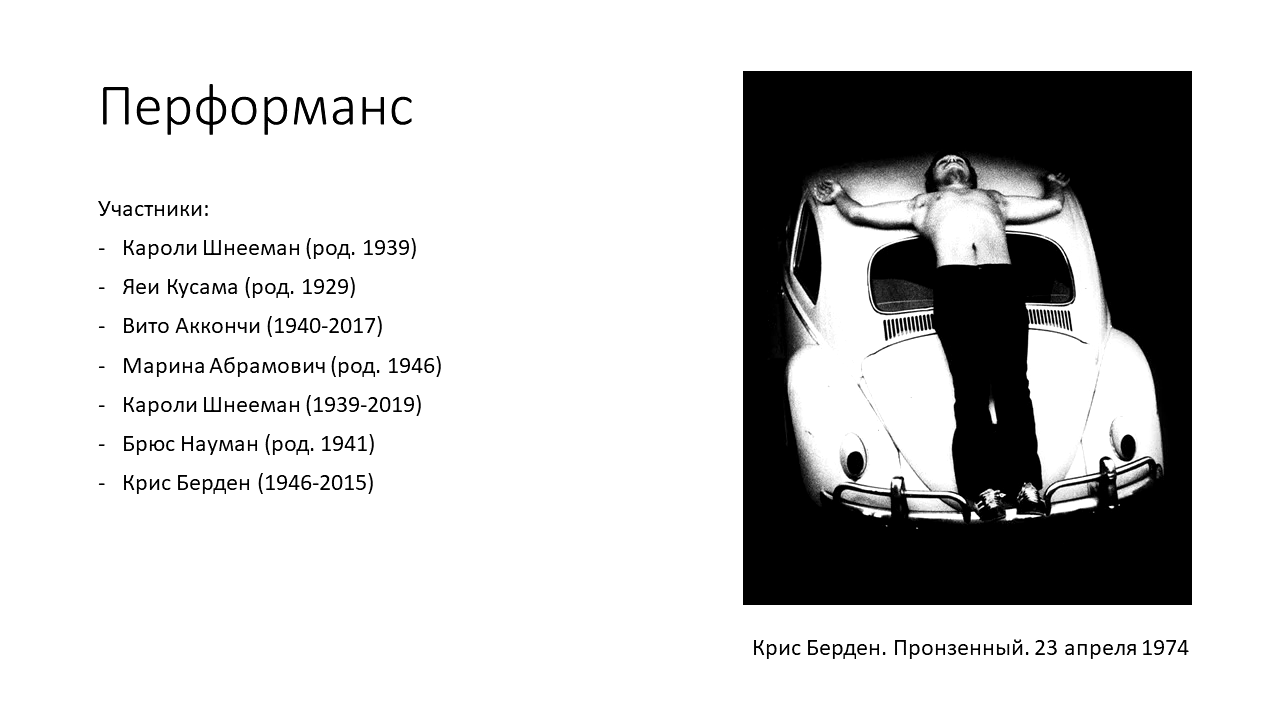 Перформанс
Участники:
- Кароли Шнееман (род. 1939)
- Яеи Кусама (род. 1929)
- Вито Аккончи (1940-2017)
- Марина Абрамович (род. 1946)
- Кароли Шнееман (1939-2019)
- Брюс Науман (род. 1941)
- Крис Берден (1946-2015)
Крис Берден. Пронзенный. 23 апреля 1974